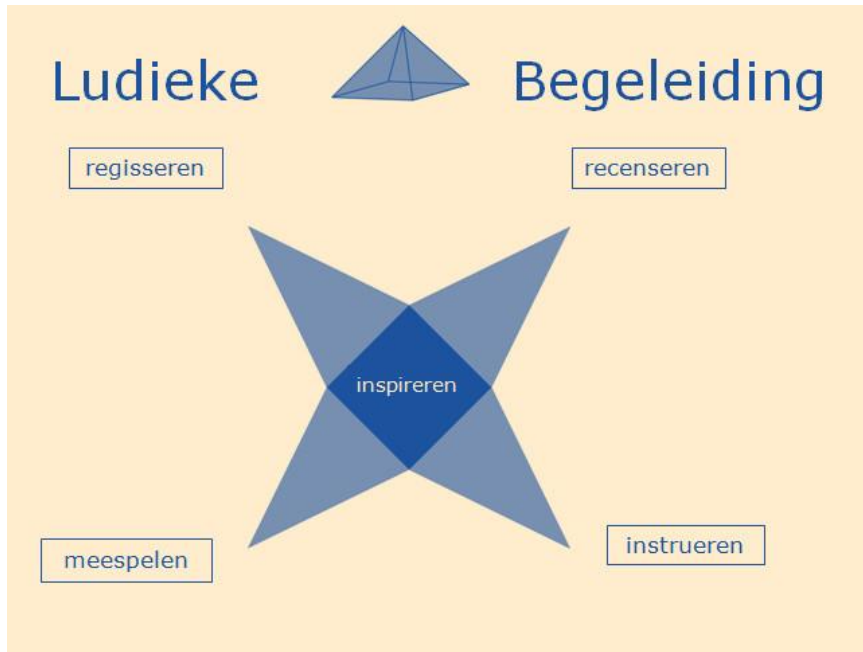 Ludieke Begeleiding
regisseren
recenseren
inspireren
meespelen
instrueren